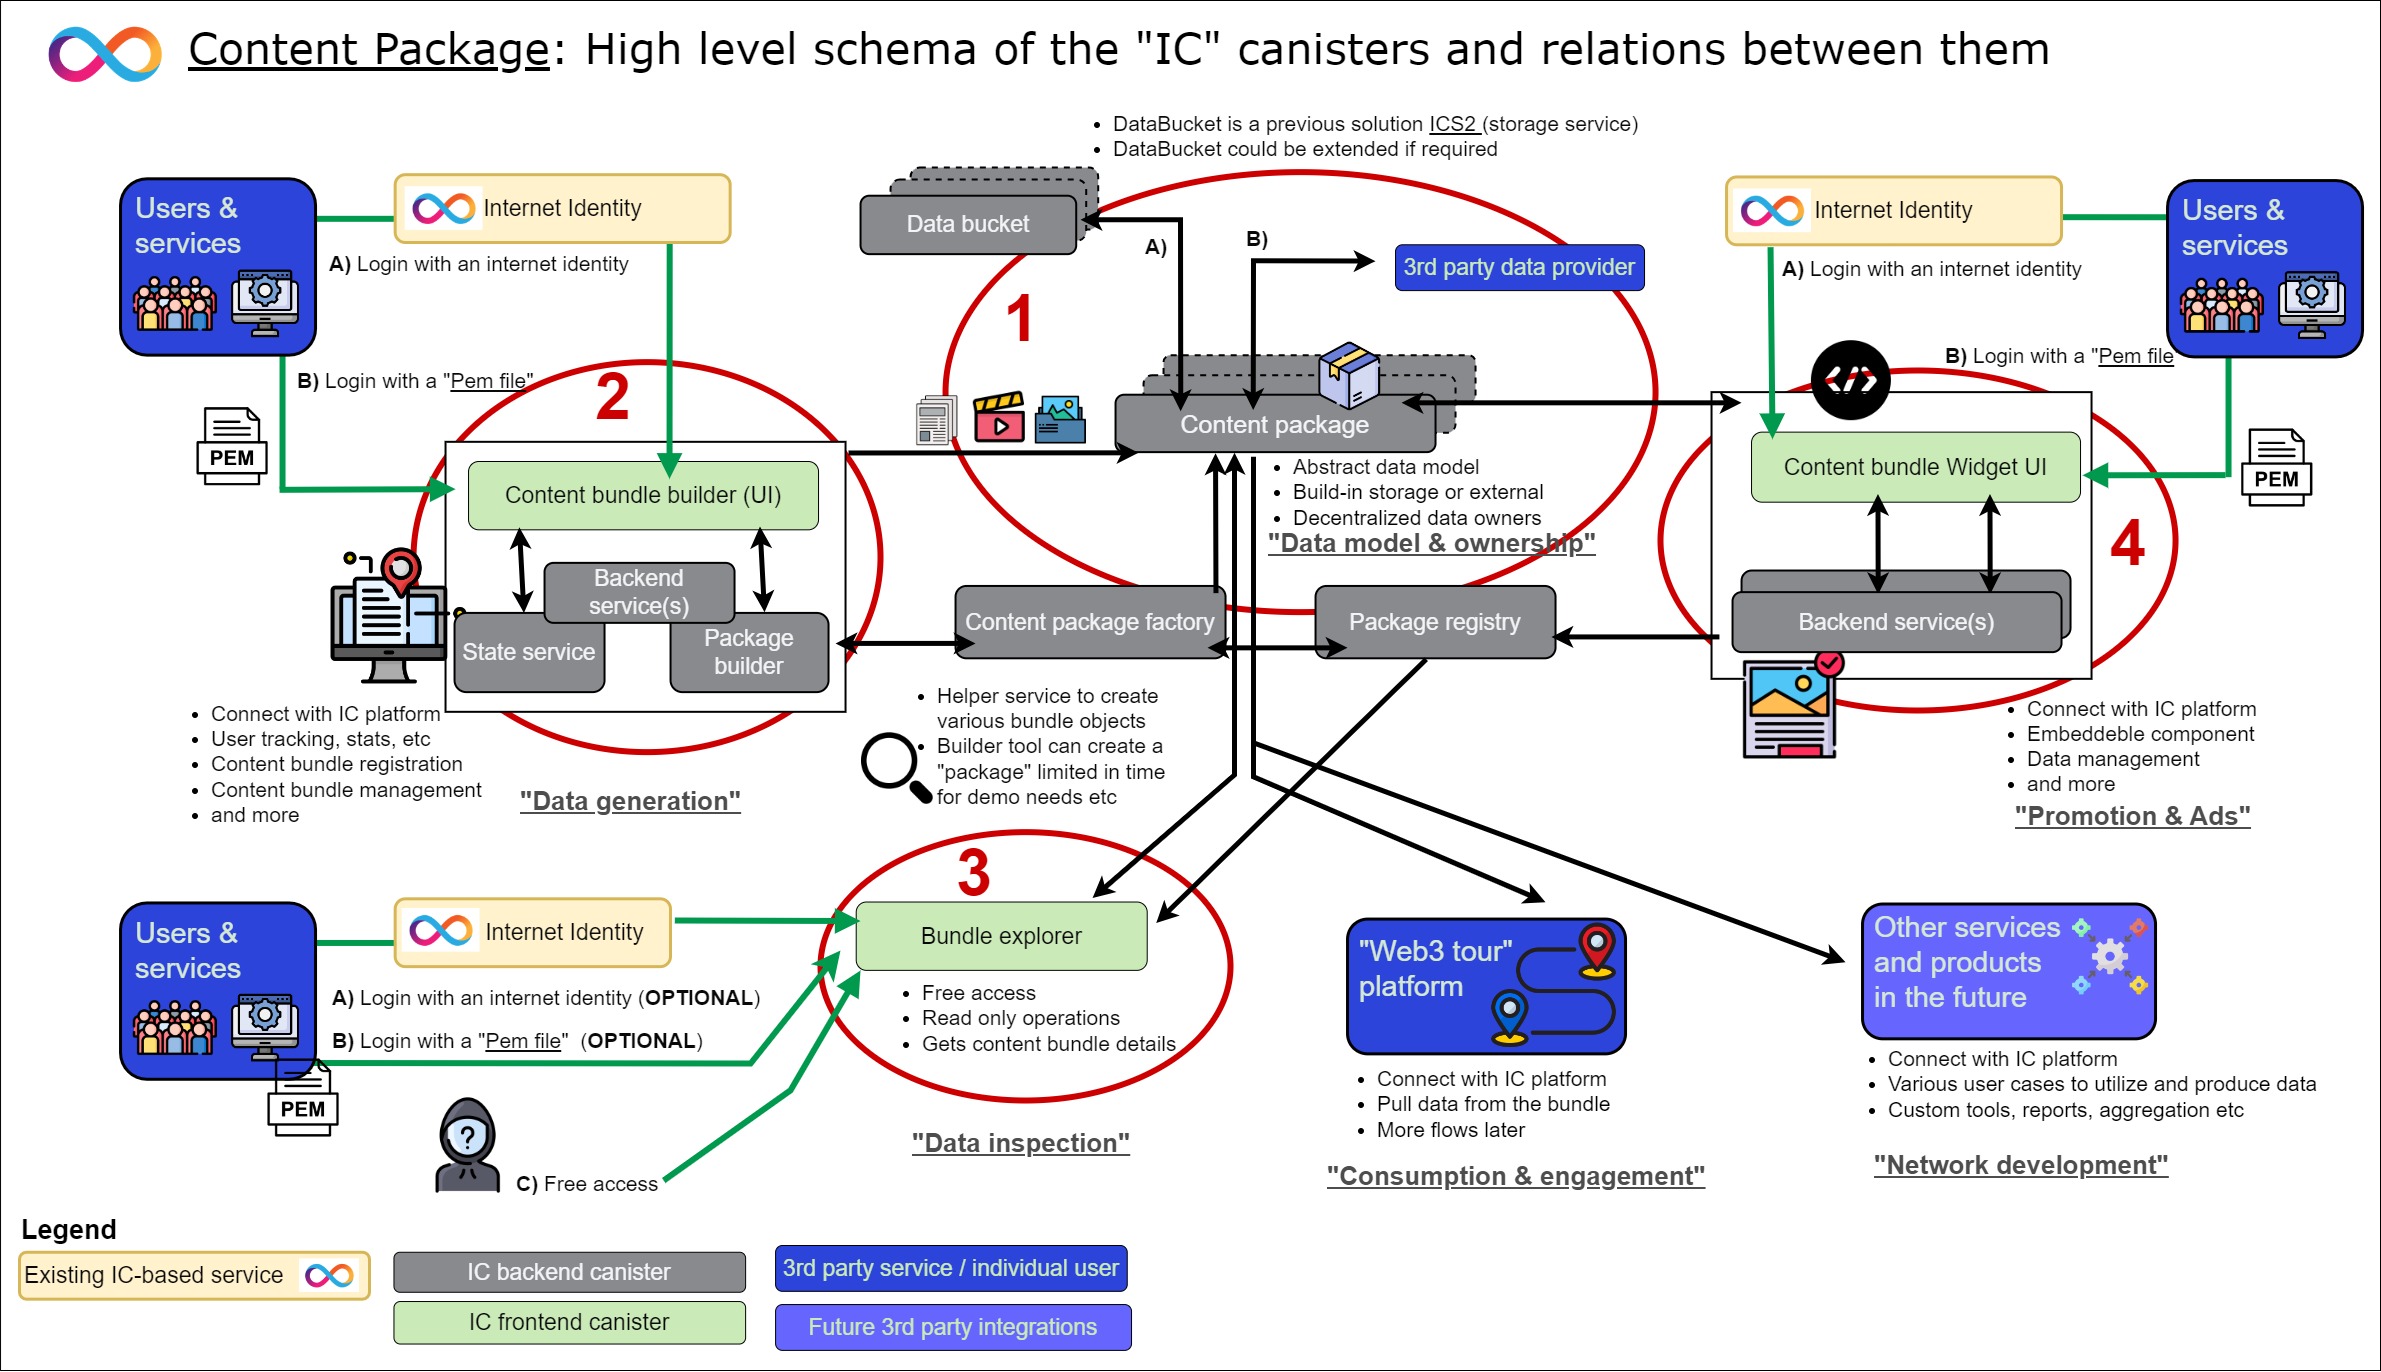 Content Package: High level schema of the "IC" canisters and relations between them
DataBucket is a previous solution ICS2 (storage service)
DataBucket could be extended if required
Users &
services
Internet Identity
A) Login with an internet identity
B) Login with a "Pem file"
PEM
Data bucket
A)
B)
3rd party data provider
1
Content package
Abstract data model
Build-in storage or external
Decentralized data owners
"Data model & ownership"
Internet Identity
Users &
services
A) Login with an internet identity
B) Login with a "Pem file
PEM
2
Content bundle builder (UI)
Backend
service(s)
State service
Package
builder
Connect with IC platform
User tracking, stats, etc
Content bundle registration
Content bundle management
and more
"Data generation"
Content package factory
Package registry
Helper service to create
various bundle objects
Builder tool can create a
"package" limited in time
for demo needs etc
Content bundle Widget UI
4
Backend service(s)
Connect with IC platform
Embeddeble component
Data management
and more
"Promotion & Ads"
Users &
services
Internet Identity
A) Login with an internet identity (OPTIONAL)
B) Login with a "Pem file" (OPTIONAL)
PEM
?
C) Free access
3
Bundle explorer
Free access
Read only operations
Gets content bundle details
"Data inspection"
"Web3 tour"
platform
Connect with IC platform
Pull data from the bundle
More flows later
"Consumption & engagement"
Other services
and products
in the future
Connect with IC platform
Various user cases to utilize and produce data
Custom tools, reports, aggregation etc
"Network development"
Legend
Existing IC-based service
IC backend canister
IC frontend canister
3rd party service / individual user
Future 3rd party integrations